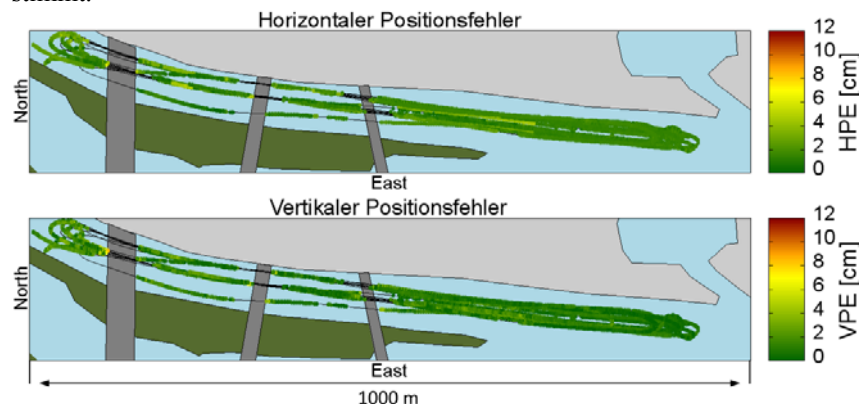 stimmt.
Horizontaler Positionsfehler
North
East
12
10
8
6
4
2
0
HPE [cm]
Vertikaler Positionsfehler
North
East
12
10
8
6
4
2
0
VPE [cm]
1000 m